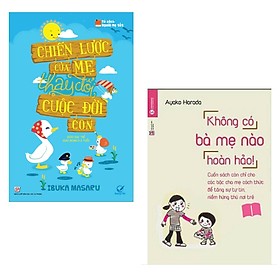 CHIẾN LƯỢC
CỦA MẸ
thay đổi
CUỘC ĐỜI
CON
IBUKA MASARU
Ayako Harada
Không có
bà mẹ nào
hoàn hảo!
Cuốn sách còn chỉ cho
các bậc cha mẹ cách thức
để tăng sự tự tin,
niềm hứng thú nơi trẻ